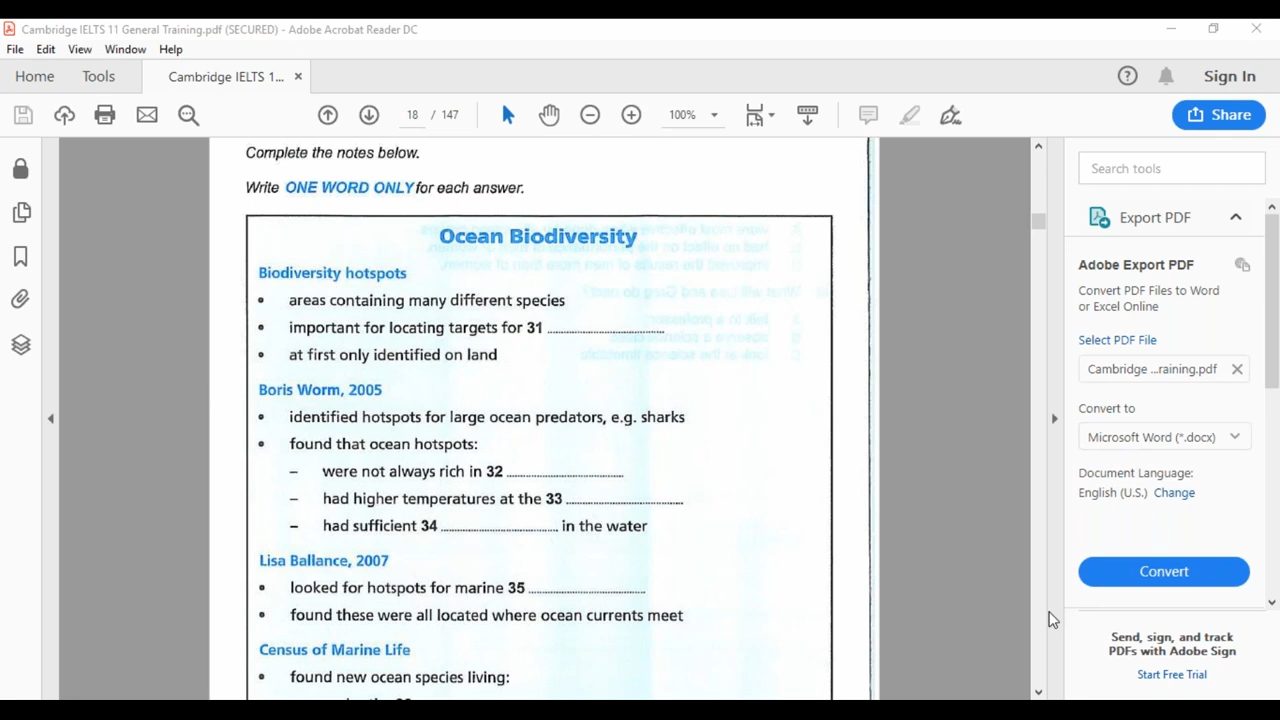 Cambridge IELTS 11 General Training.pdf (SECURED) - Adobe Acrobat Reader DC
File Edit View Window Help
Home Tools Cambridge IELTS 1... × Sign In
18 / 147 100% Share
Complete the notes below.
Write ONE WORD ONLY for each answer.
Ocean Biodiversity
Biodiversity hotspots
• areas containing many different species
• important for locating targets for 31 ........................
• at first only identified on land
Boris Worm, 2005
• identified hotspots for large ocean predators, e.g. sharks
• found that ocean hotspots:
– were not always rich in 32 ........................
– had higher temperatures at the 33 ........................
– had sufficient 34 ........................ in the water
Lisa Ballance, 2007
• looked for hotspots for marine 35 ........................
• found these were all located where ocean currents meet
Census of Marine Life
• found new ocean species living:
Search tools
Export PDF
Adobe Export PDF
Convert PDF Files to Word
or Excel Online
Select PDF File
Cambridge ...raining.pdf
Convert to
Microsoft Word (*.docx)
Document Language:
English (U.S.) Change
Convert
Send, sign, and track
PDFs with Adobe Sign
Start Free Trial